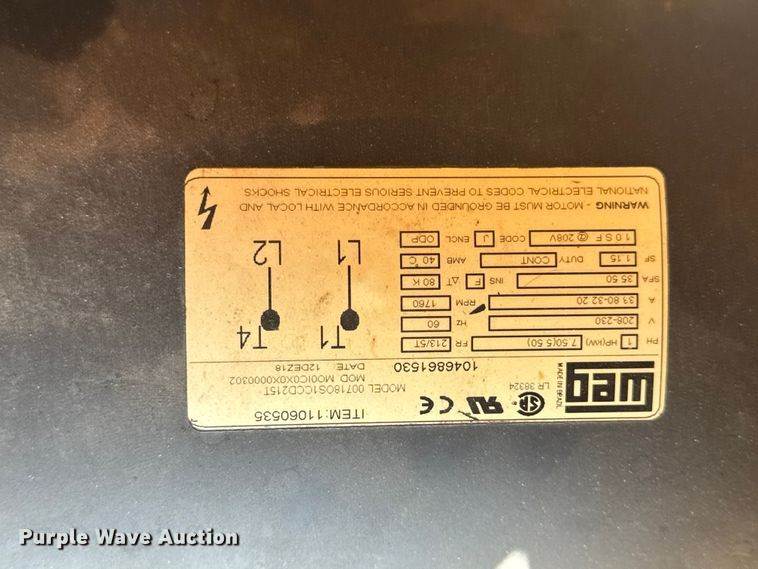 weg
MADE IN BRAZIL
LR 38324
SA
CE
ITEM:11060535
MODEL 00718OS1CCD215T
MOD. M0OIC0X0X0000302
DATE 12DEZ18
1046861530
PH 1 HP(kW) 7.50(5.50) FR 213/5T
V 208-230 Hz 60
A 33.80-32.20 RPM 1760
SFA 35.50 INS F ΔT 80 K
SF 1.15 DUTY CONT AMB 40°C
1.0 S F @ 208V CODE J ENCL ODP
T1 T4
L1 L2
WARNING - MOTOR MUST BE GROUNDED IN ACCORDANCE WITH LOCAL AND
NATIONAL ELECTRICAL CODES TO PREVENT SERIOUS ELECTRICAL SHOCKS
Purple Wave Auction